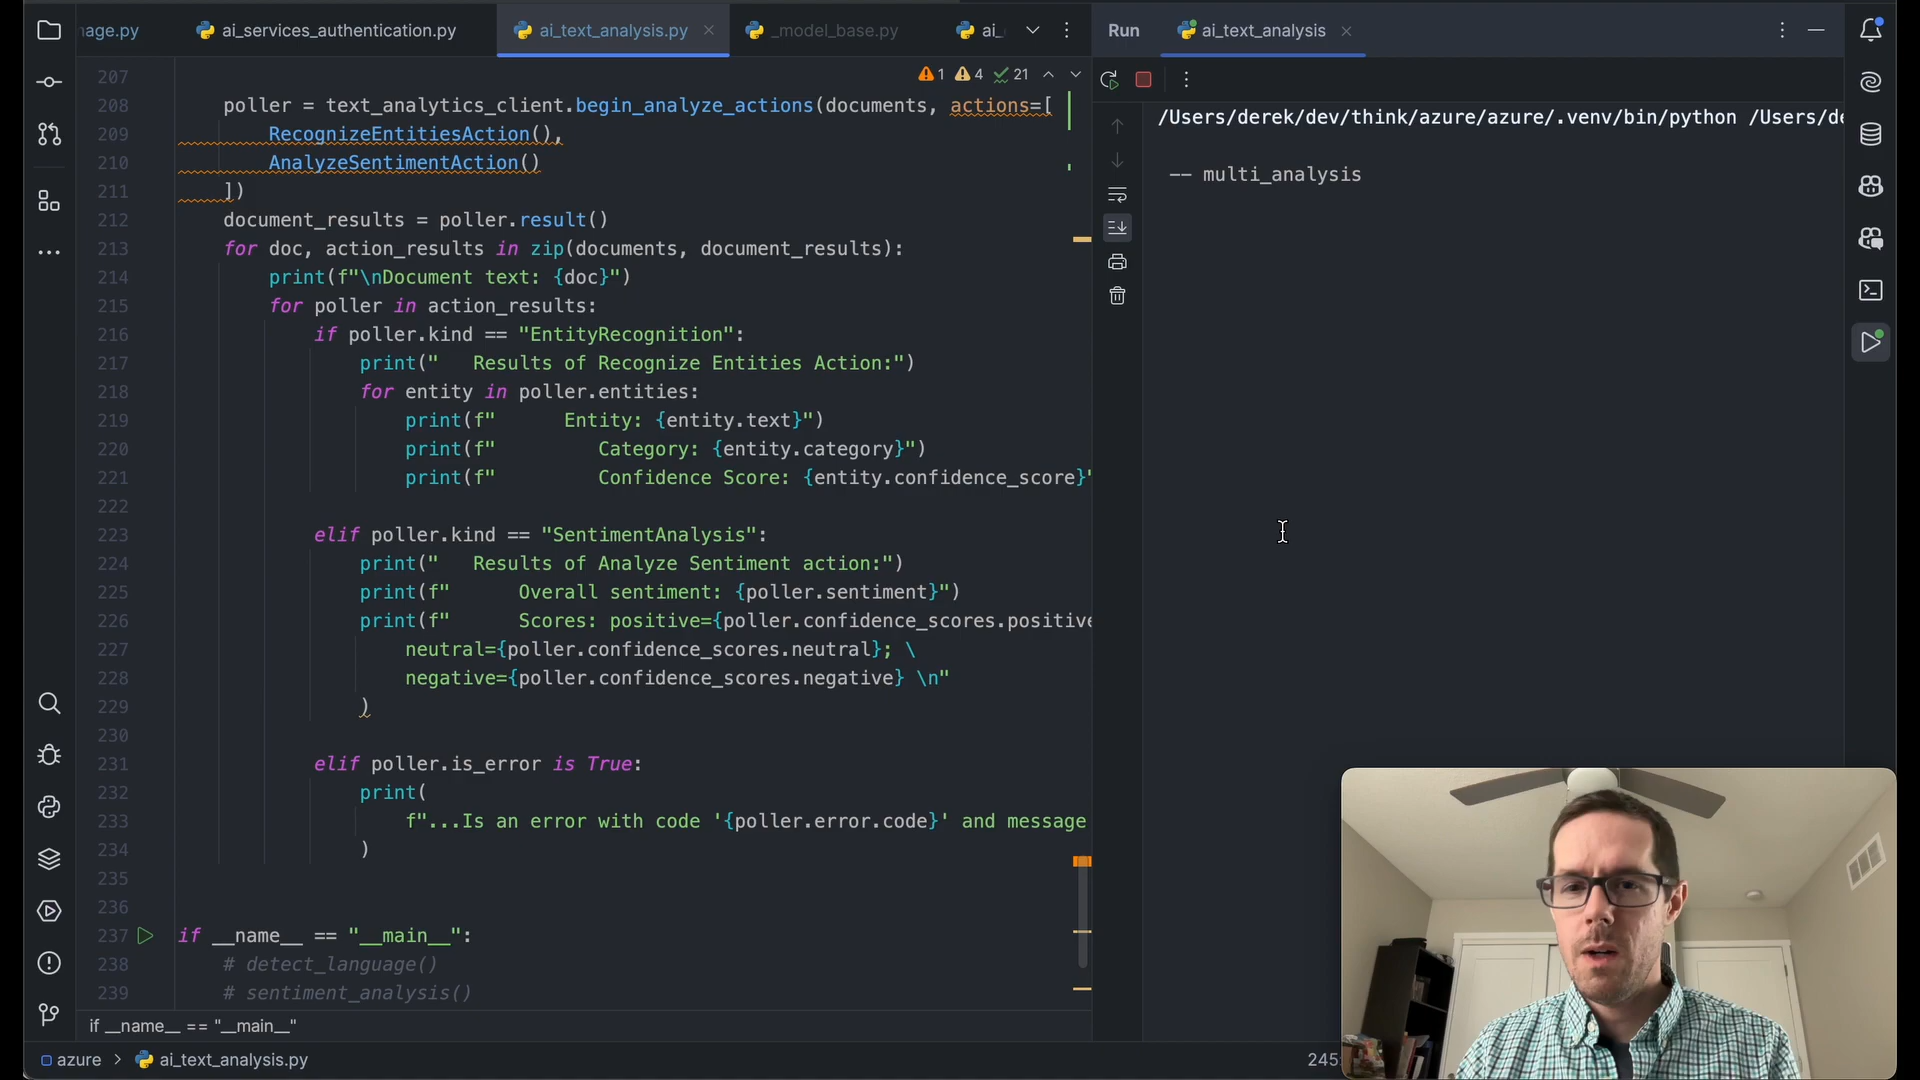 nage.py
ai_services_authentication.py
ai_text_analysis.py
_model_base.py
ai_
Run
ai_text_analysis
1
4
21
207
208 poller = text_analytics_client.begin_analyze_actions(documents, actions=[
209 RecognizeEntitiesAction(),
210 AnalyzeSentimentAction()
211 ])
212 document_results = poller.result()
213 for doc, action_results in zip(documents, document_results):
214 print(f"\nDocument text: {doc}")
215 for poller in action_results:
216 if poller.kind == "EntityRecognition":
217 print("   Results of Recognize Entities Action:")
218 for entity in poller.entities:
219 print(f"      Entity: {entity.text}")
220 print(f"         Category: {entity.category}")
221 print(f"         Confidence Score: {entity.confidence_score}"
222
223 elif poller.kind == "SentimentAnalysis":
224 print("   Results of Analyze Sentiment action:")
225 print(f"      Overall sentiment: {poller.sentiment}")
226 print(f"      Scores: positive={poller.confidence_scores.positive
227 neutral={poller.confidence_scores.neutral}; \
228 negative={poller.confidence_scores.negative} \n"
229 )
230
231 elif poller.is_error is True:
232 print(
233 f"...Is an error with code '{poller.error.code}' and message
234 )
235
236
237 if __name__ == "__main__":
238 # detect_language()
239 # sentiment_analysis()
if __name__ == "__main__"
azure > ai_text_analysis.py
245:
/Users/derek/dev/think/azure/azure/.venv/bin/python /Users/de
-- multi_analysis